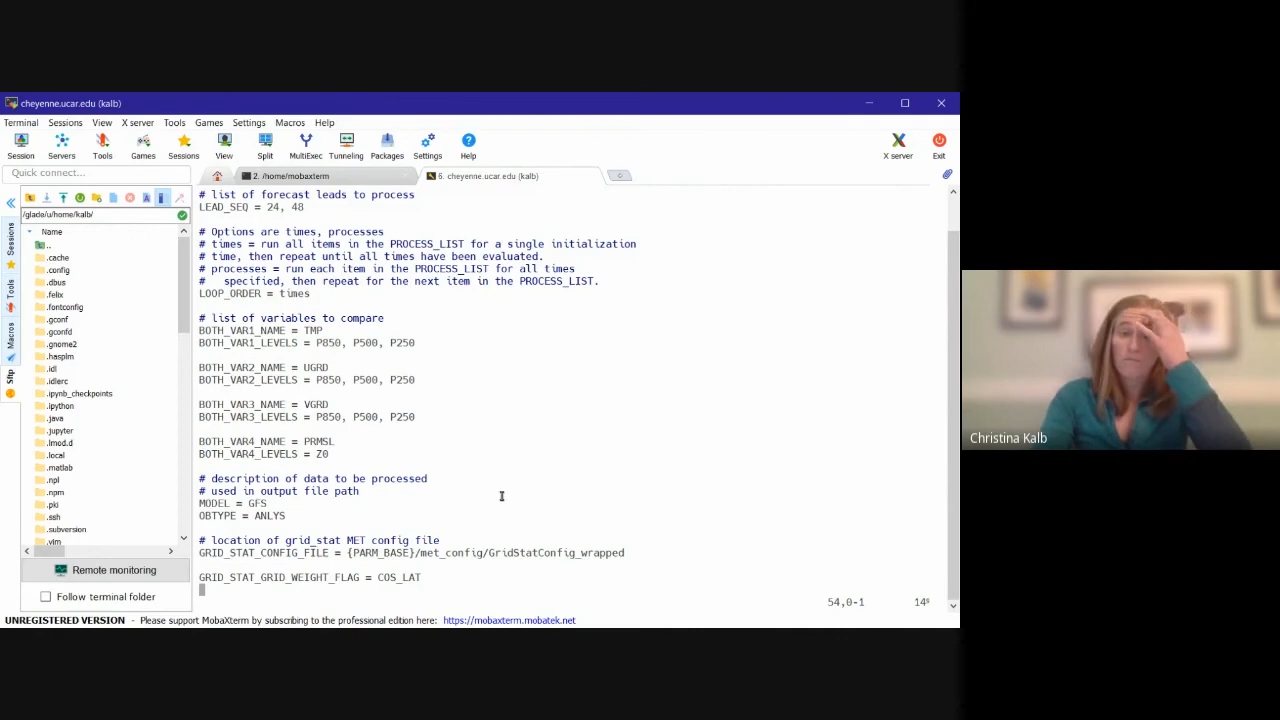 cheyenne.ucar.edu (kalb)
Terminal Sessions View X server Tools Games Settings Macros Help
Session Servers Tools Games Sessions View Split MultiExec Tunneling Packages Settings Help X server Exit
Quick connect...
2. /home/mobaxterm
6. cheyenne.ucar.edu (kalb)
/glade/u/home/kalb/
Name
..
.cache
.config
.dbus
.felix
.fontconfig
.gconf
.gconfd
.gnome2
.hasplm
.idl
.idlerc
.ipynb_checkpoints
.ipython
.java
.jupyter
.lmod.d
.local
.matlab
.npl
.npm
.pki
.ssh
.subversion
.vim
Sessions
Tools
Macros
Sftp
Remote monitoring
Follow terminal folder
# list of forecast leads to process
LEAD_SEQ = 24, 48
# Options are times, processes
# times = run all items in the PROCESS_LIST for a single initialization
# time, then repeat until all times have been evaluated.
# processes = run each item in the PROCESS_LIST for all times
#   specified, then repeat for the next item in the PROCESS_LIST.
LOOP_ORDER = times
# list of variables to compare
BOTH_VAR1_NAME = TMP
BOTH_VAR1_LEVELS = P850, P500, P250
BOTH_VAR2_NAME = UGRD
BOTH_VAR2_LEVELS = P850, P500, P250
BOTH_VAR3_NAME = VGRD
BOTH_VAR3_LEVELS = P850, P500, P250
BOTH_VAR4_NAME = PRMSL
BOTH_VAR4_LEVELS = Z0
# description of data to be processed
# used in output file path
MODEL = GFS
OBTYPE = ANLYS
# location of grid_stat MET config file
GRID_STAT_CONFIG_FILE = {PARM_BASE}/met_config/GridStatConfig_wrapped
GRID_STAT_GRID_WEIGHT_FLAG = COS_LAT
54,0-1
UNREGISTERED VERSION - Please support MobaXterm by subscribing to the professional edition here: https://mobaxterm.mobatek.net
Christina Kalb